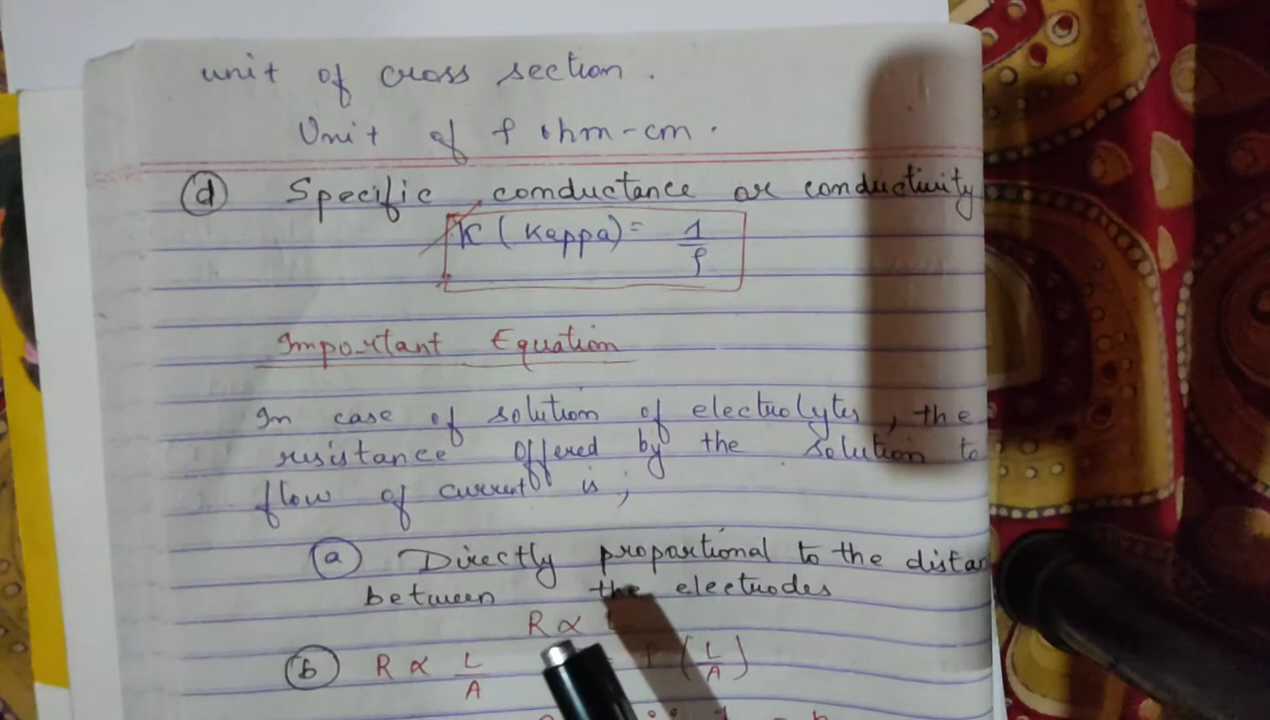 unit of cross section.
Unit of ρ ohm-cm.
(d) Specific conductance or conductivity
K (Kappa) = 1/ρ
Important Equation
In case of solution of electrolytes, the
resistance offered by the solution to
flow of current is;
(a) Directly proportional to the
between the electrodes
R ∝
(b) R ∝ L/A (L/A)